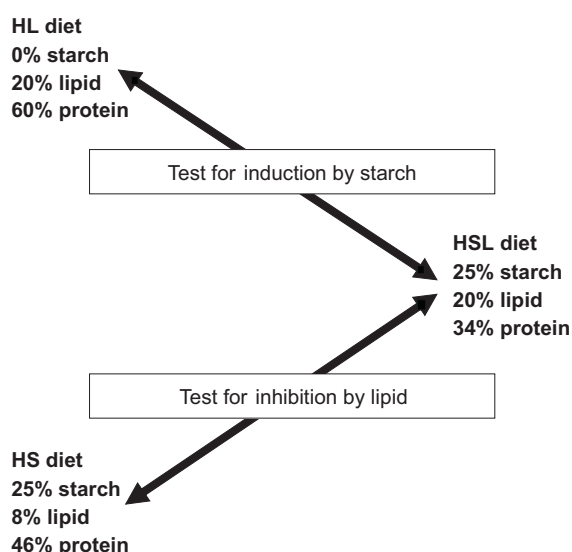 HL diet
0% starch
20% lipid
60% protein
Test for induction by starch
HSL diet
25% starch
20% lipid
34% protein
Test for inhibition by lipid
HS diet
25% starch
8% lipid
46% protein